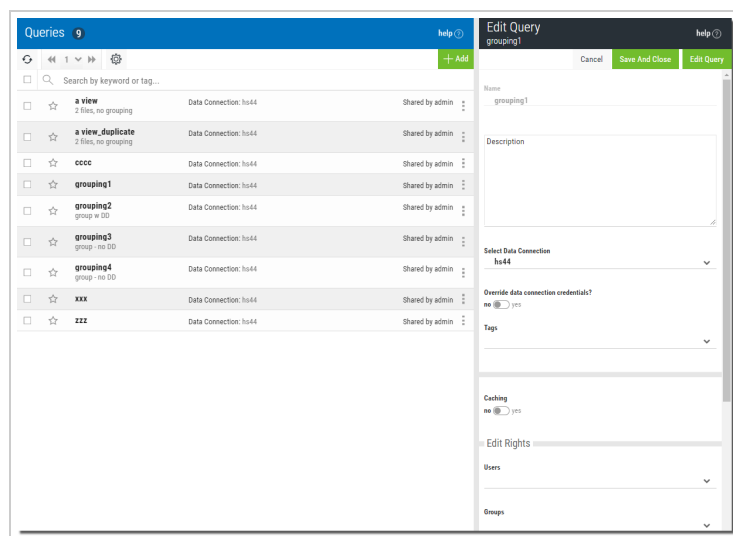 Queries 9
help ?
1
Add
Search by keyword or tag...
a view
2 files, no grouping
Data Connection: hs44
Shared by admin
a view_duplicate
2 files, no grouping
Data Connection: hs44
Shared by admin
cccc
Data Connection: hs44
Shared by admin
grouping1
Data Connection: hs44
Shared by admin
grouping2
group w DD
Data Connection: hs44
Shared by admin
grouping3
group - no DD
Data Connection: hs44
Shared by admin
grouping4
group - no DD
Data Connection: hs44
Shared by admin
xxx
Data Connection: hs44
Shared by admin
zzz
Data Connection: hs44
Shared by admin
Edit Query
grouping1
help ?
Cancel Save And Close Edit Query
Name
grouping1
Description
Select Data Connection
hs44
Override data connection credentials?
no yes
Tags
Caching
no yes
Edit Rights
Users
Groups